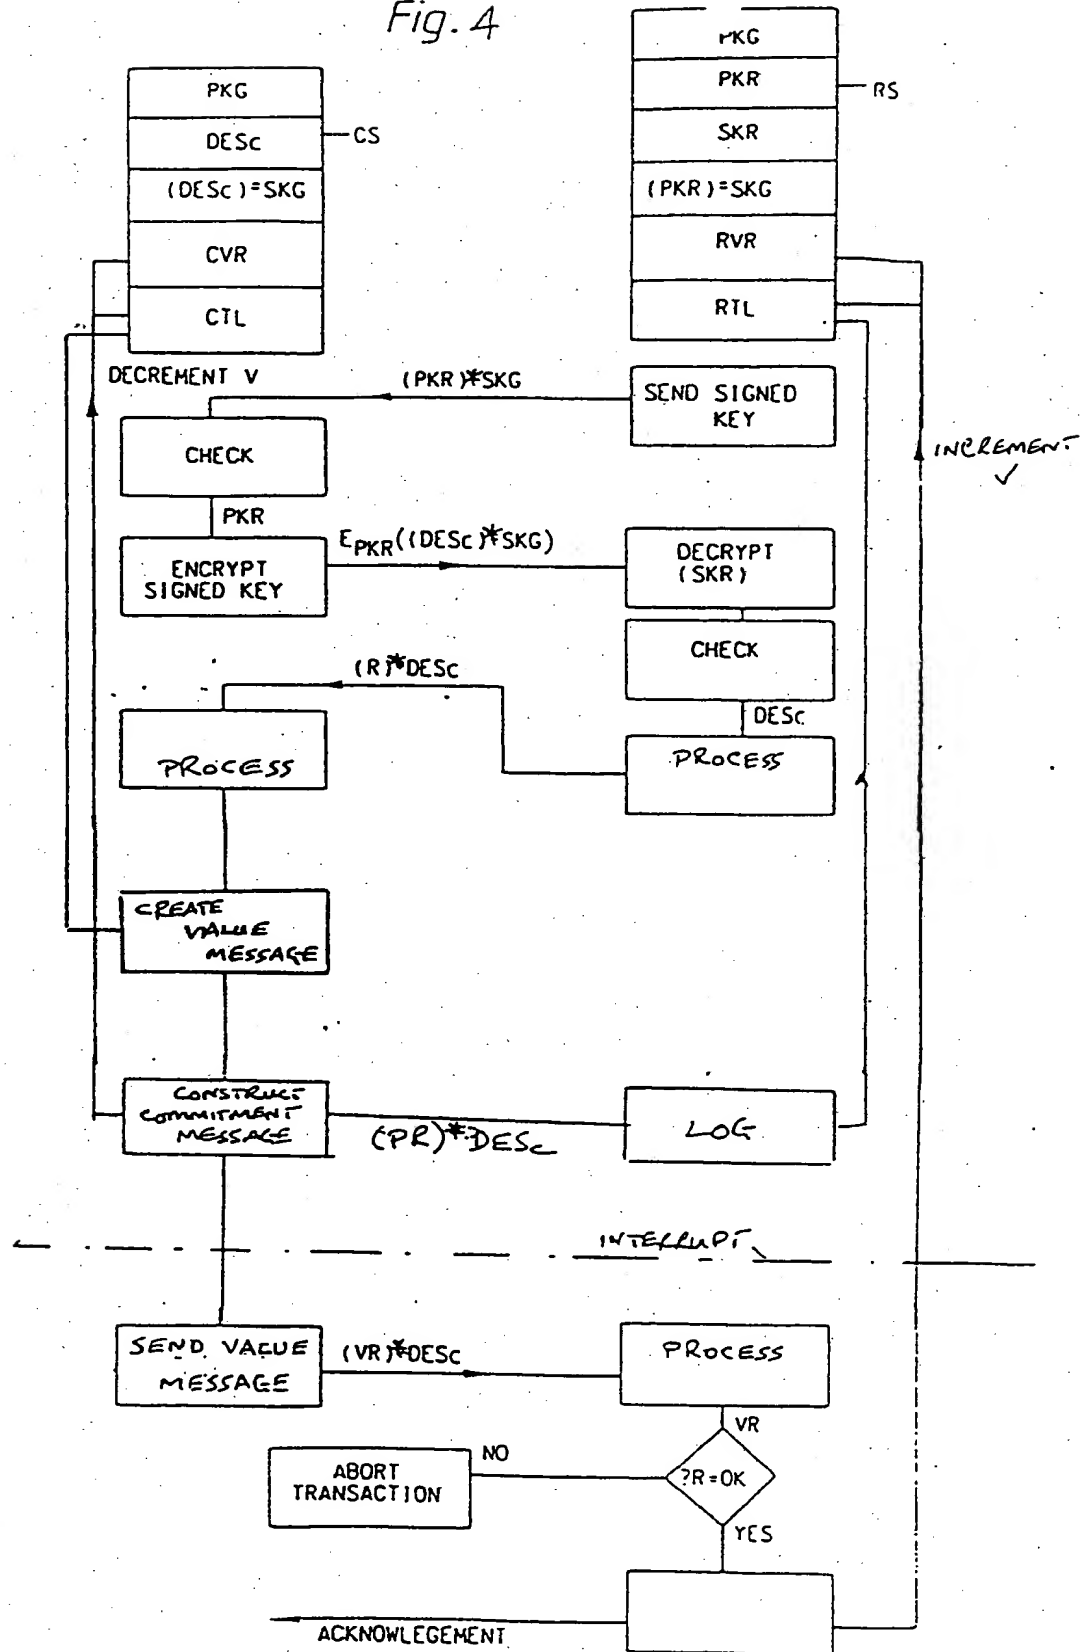 Fig. 4
PKG
DESc
CS
(DESc)=SKG
CVR
CTL
PKG
PKR
RS
SKR
(PKR)=SKG
RVR
RTL
DECREMENT V
(PKR)*SKG
SEND SIGNED
KEY
CHECK
INCREMENT
V
PKR
EPKR((DESc)*SKG)
ENCRYPT
SIGNED KEY
DECRYPT
(SKR)
CHECK
(R)*DESc
DESc
PROCESS
PROCESS
CREATE
VALUE
MESSAGE
CONSTRUCT
COMMITMENT
MESSAGE
(PR)*DESc
LOG
INTERRUPT
SEND VALUE
MESSAGE
(VR)*DESc
PROCESS
VR
NO
ABORT
TRANSACTION
?R=OK
YES
ACKNOWLEGEMENT